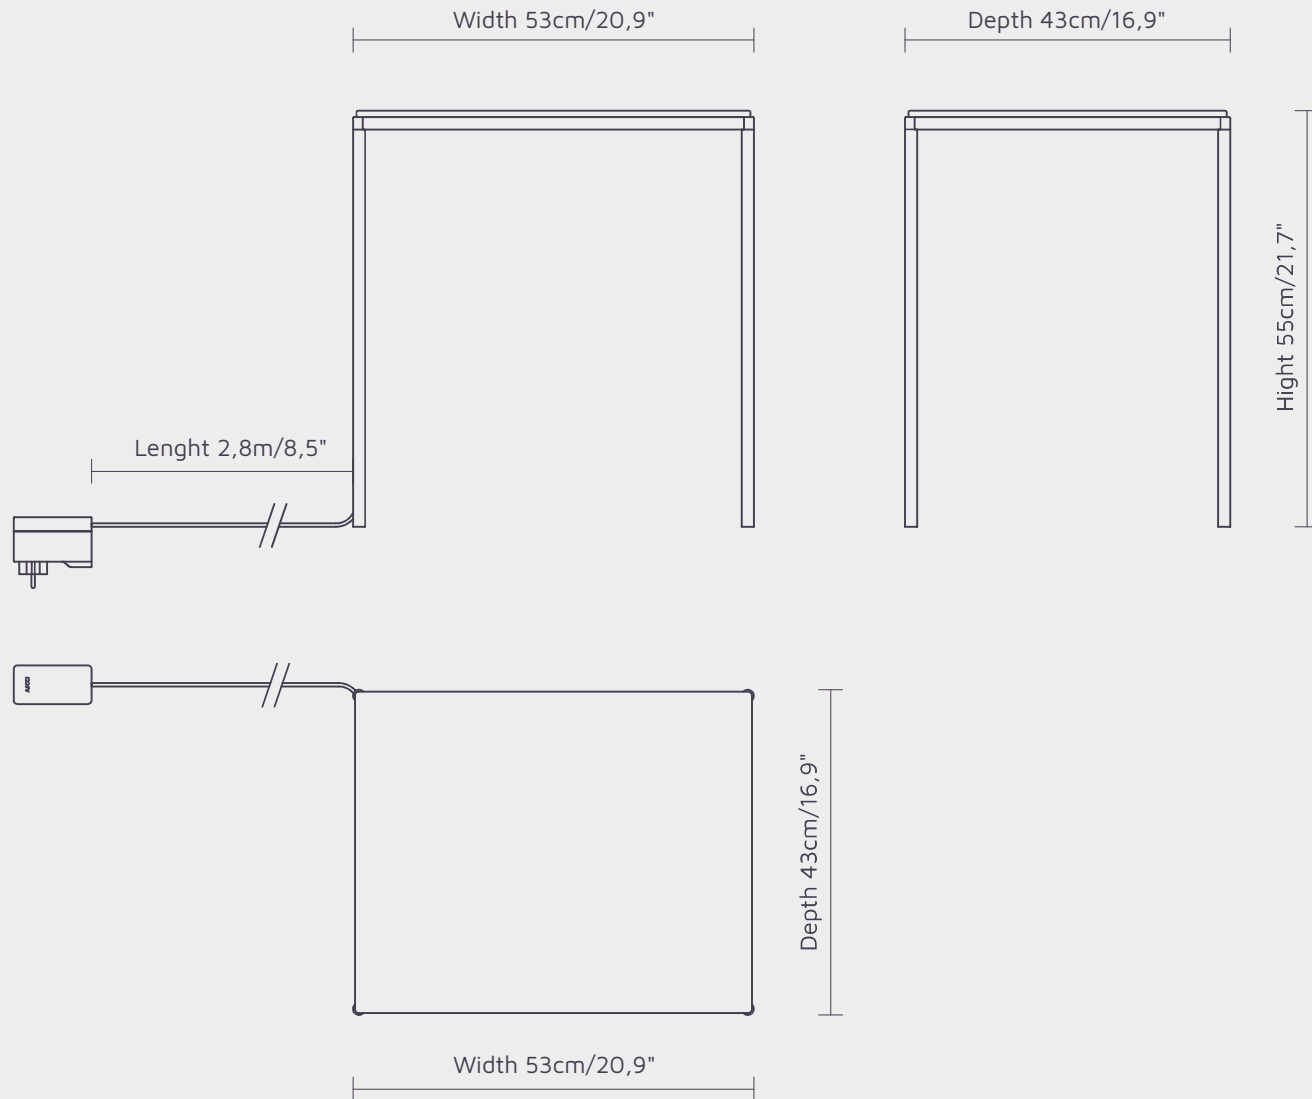 Width 53cm/20,9"
Depth 43cm/16,9"
Hight 55cm/21,7"
Lenght 2,8m/8,5"
Depth 43cm/16,9"
Width 53cm/20,9"